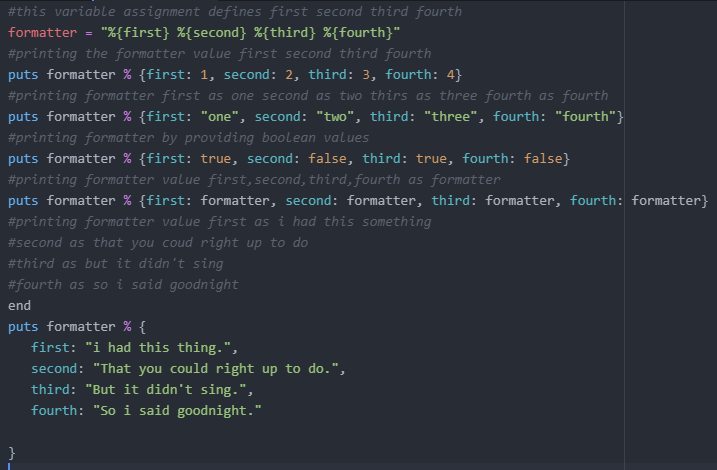 #this variable assignment defines first second third fourth
formatter = "%{first} %{second} %{third} %{fourth}"
#printing the formatter value first second third fourth
puts formatter % {first: 1, second: 2, third: 3, fourth: 4}
#printing formatter first as one second as two thirs as three fourth as fourth
puts formatter % {first: "one", second: "two", third: "three", fourth: "fourth"}
#printing formatter by providing boolean values
puts formatter % {first: true, second: false, third: true, fourth: false}
#printing formatter value first,second,third,fourth as formatter
puts formatter % {first: formatter, second: formatter, third: formatter, fourth: formatter}
#printing formatter value first as i had this something
#second as that you coud right up to do
#third as but it didn't sing
#fourth as so i said goodnight
end
puts formatter % {
   first: "i had this thing.",
   second: "That you could right up to do.",
   third: "But it didn't sing.",
   fourth: "So i said goodnight."
}